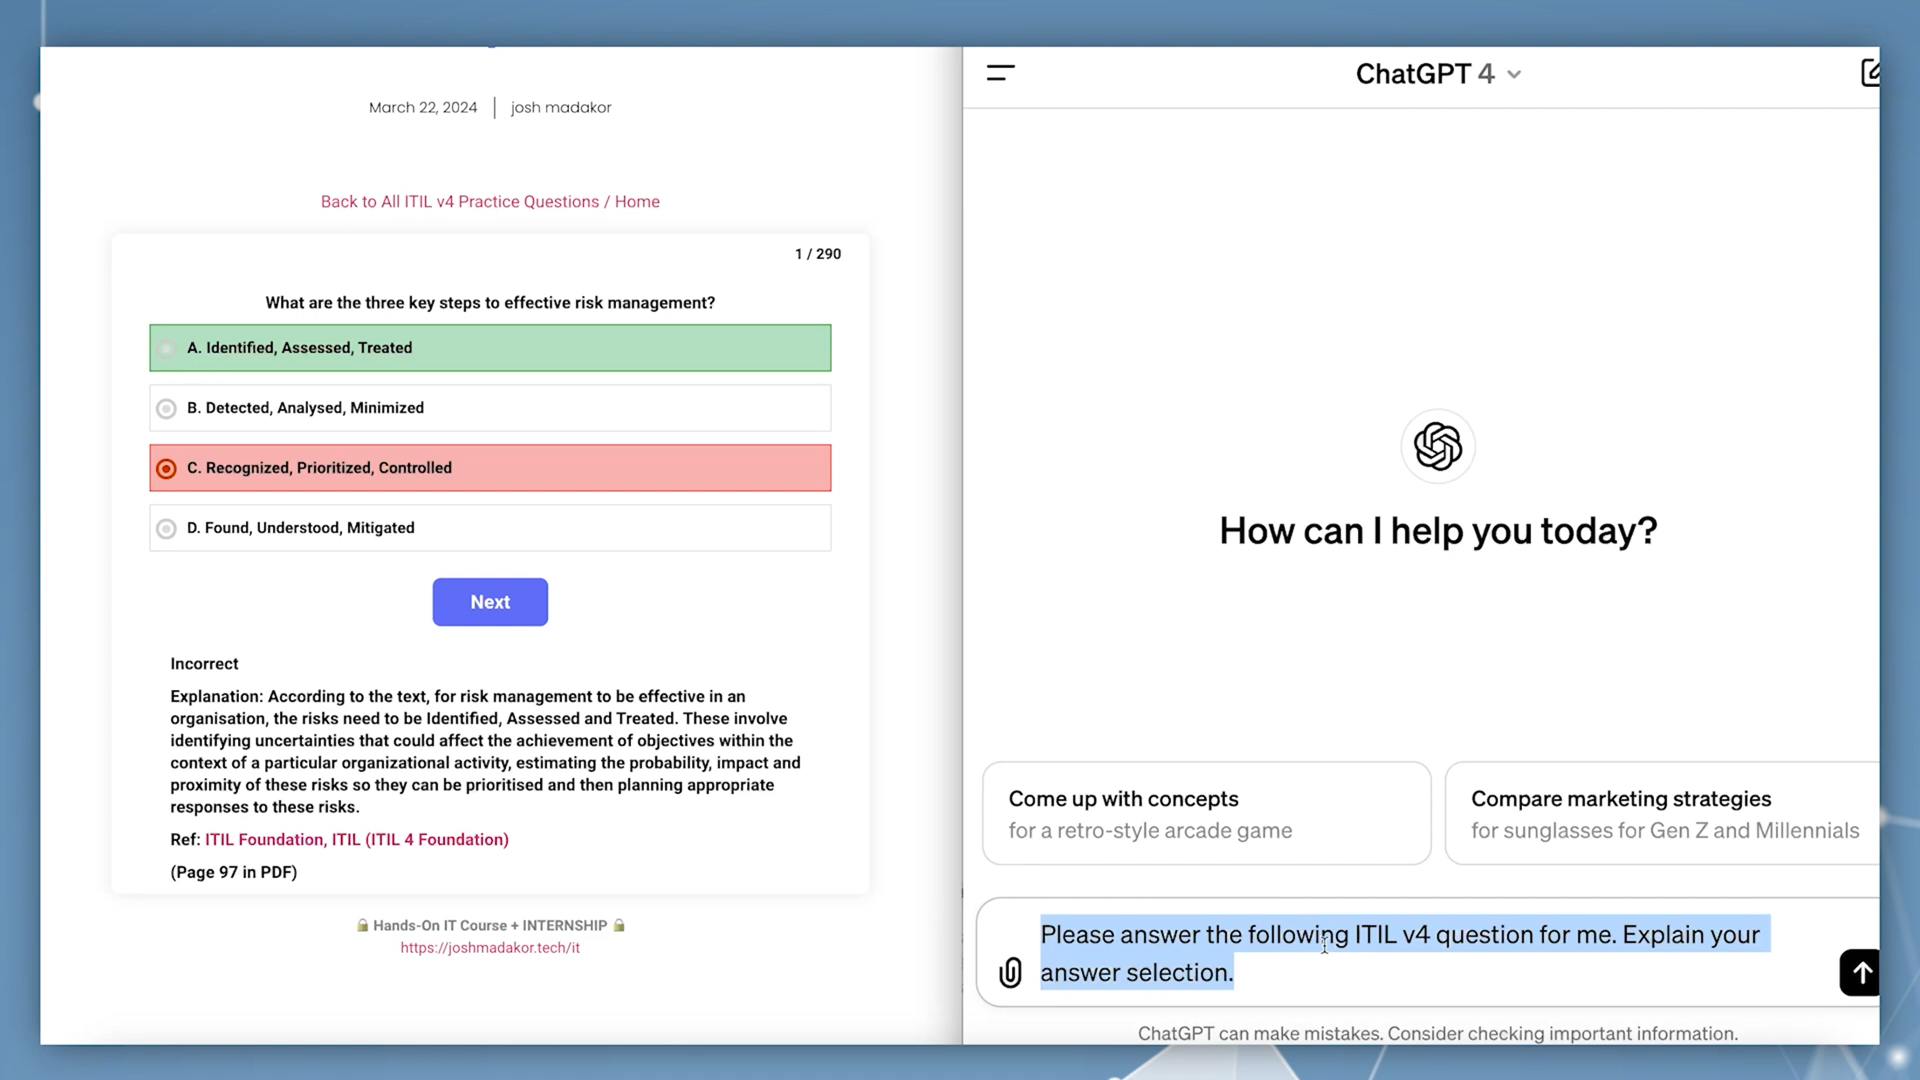 March 22, 2024 | josh madakor
Back to All ITIL v4 Practice Questions / Home
1 / 290
What are the three key steps to effective risk management?
A. Identified, Assessed, Treated
B. Detected, Analysed, Minimized
C. Recognized, Prioritized, Controlled
D. Found, Understood, Mitigated
Next
Incorrect
Explanation: According to the text, for risk management to be effective in an
organisation, the risks need to be Identified, Assessed and Treated. These involve
identifying uncertainties that could affect the achievement of objectives within the
context of a particular organizational activity, estimating the probability, impact and
proximity of these risks so they can be prioritised and then planning appropriate
responses to these risks.
Ref: ITIL Foundation, ITIL (ITIL 4 Foundation)
(Page 97 in PDF)
🔒 Hands-On IT Course + INTERNSHIP 🔒
https://joshmadakor.tech/it
ChatGPT 4
How can I help you today?
Come up with concepts
for a retro-style arcade game
Compare marketing strategies
for sunglasses for Gen Z and Millennials
Please answer the following ITIL v4 question for me. Explain your
answer selection.
ChatGPT can make mistakes. Consider checking important information.